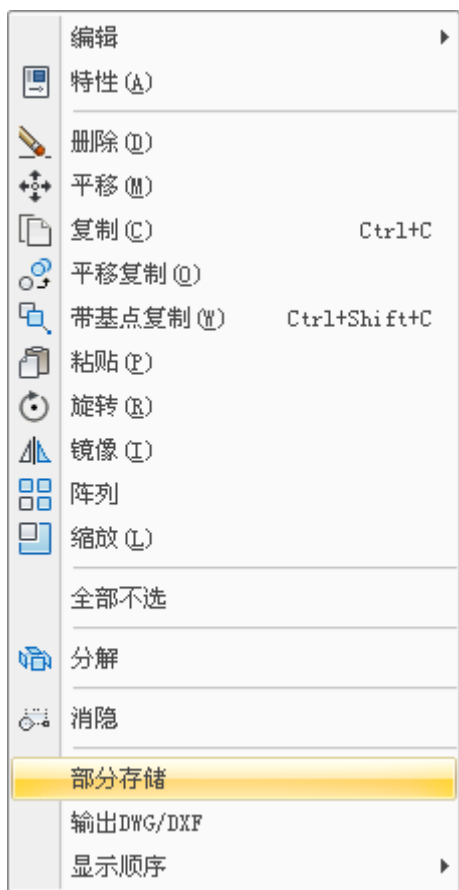 编辑
特性(A)
删除(D)
平移(M)
复制(C) Ctrl+C
平移复制(O)
带基点复制(W) Ctrl+Shift+C
粘贴(P)
旋转(R)
镜像(I)
阵列
缩放(L)
全部不选
分解
消隐
部分存储
输出DWG/DXF
显示顺序